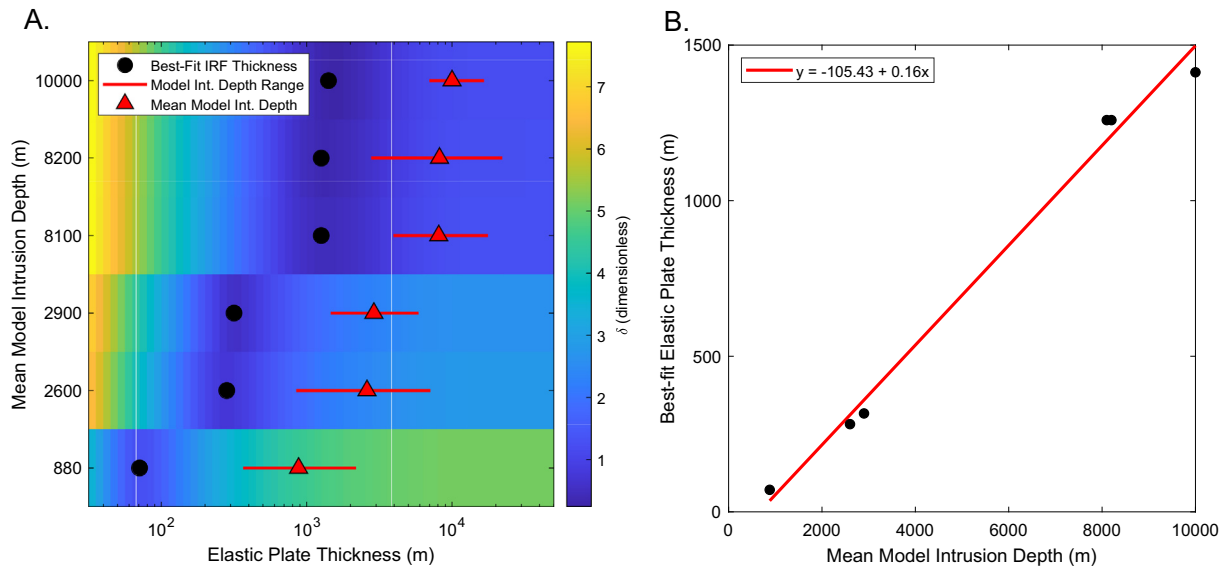 A.
Best-Fit IRF Thickness
Model Int. Depth Range
Mean Model Int. Depth
Mean Model Intrusion Depth (m)
10000
8200
8100
2900
2600
880
10²
10³
10⁴
Elastic Plate Thickness (m)
7
6
5
4
3
2
1
δ (dimensionless)
B.
y = -105.43 + 0.16x
Best-fit Elastic Plate Thickness (m)
1500
1000
500
0
0
2000
4000
6000
8000
10000
Mean Model Intrusion Depth (m)